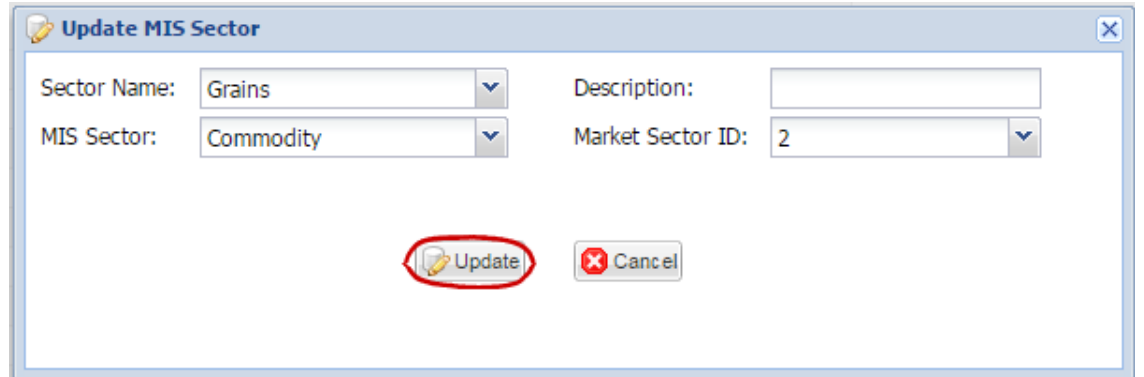 Update MIS Sector
Sector Name: Grains Description:
MIS Sector: Commodity Market Sector ID: 2
Update Cancel